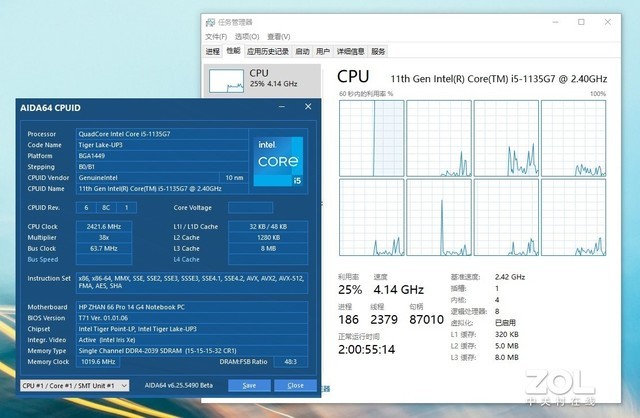 任务管理器
文件(F) 选项(O) 查看(V)
进程 性能 应用历史记录 启动 用户 详细信息 服务
CPU
25% 4.14 GHz
CPU 11th Gen Intel(R) Core(TM) i5-1135G7 @ 2.40GHz
60 秒内的利用率 % 100%
利用率 速度
25% 4.14 GHz
进程 线程 句柄
186 2379 87010
正常运行时间
2:00:55:14
基准速度: 2.42 GHz
插槽: 1
内核: 4
逻辑处理器: 8
虚拟化: 已启用
L1 缓存: 320 KB
L2 缓存: 5.0 MB
L3 缓存: 8.0 MB
AIDA64 CPUID
Processor QuadCore Intel Core i5-1135G7
Code Name Tiger Lake-UP3
Platform BGA1449
Stepping B0/B1
CPU Vendor GenuineIntel 10 nm
CPU Name 11th Gen Intel(R) Core(TM) i5-1135G7 @ 2.40GHz
intel
CORE
i5
CPU Rev. 6 8C 1 Core Voltage
CPU Clock 2421.6 MHz L1I / L1D Cache 32 KB / 48 KB
Multiplier 38x L2 Cache 1280 KB
Bus Clock 63.7 MHz L3 Cache 8 MB
Bus Speed L4 Cache
Instruction Set x86, x86-64, MMX, SSE, SSE2, SSE3, SSSE3, SSE4.1, SSE4.2, AVX, AVX2, AVX-512,
FMA, AES, SHA
Motherboard HP ZHAN 66 Pro 14 G4 Notebook PC
BIOS Version T71 Ver. 01.01.06
Chipset Intel Tiger Point-LP, Intel Tiger Lake-UP3
Integr. Video Active (Intel Iris Xe)
Memory Type Single Channel DDR4-2039 SDRAM (15-15-15-32 CR1)
Memory Clock 1019.6 MHz DRAM:FSB Ratio 48:3
CPU #1 / Core #1 / SMT Unit #1 AIDA64 v6.25.5490 Beta Save Close
ZOL
中关村在线